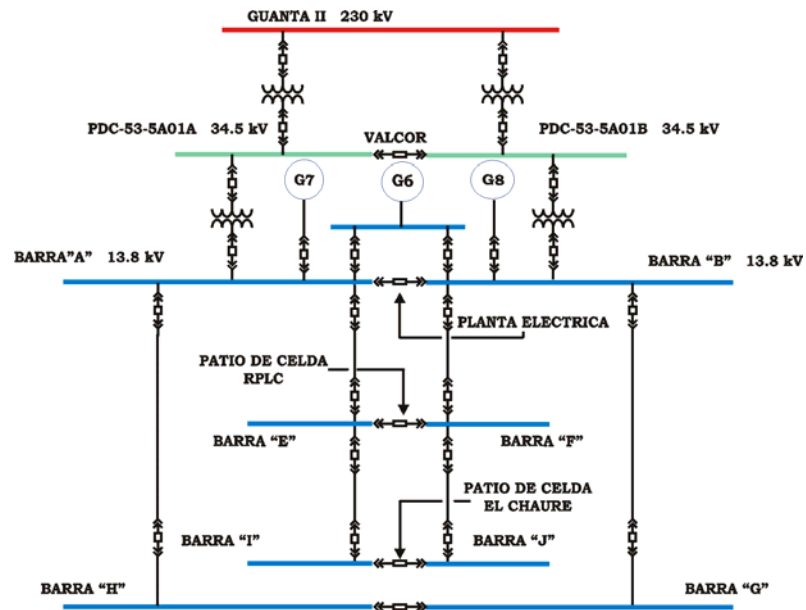 GUANTA II 230 kV
PDC-53-5A01A 34.5 kV
VALCOR
PDC-53-5A01B 34.5 kV
G7
G6
G8
BARRA"A" 13.8 kV
BARRA "B" 13.8 kV
PLANTA ELECTRICA
PATIO DE CELDA
RPLC
BARRA "E"
BARRA "F"
PATIO DE CELDA
EL CHAURE
BARRA "I"
BARRA "J"
BARRA "H"
BARRA "G"